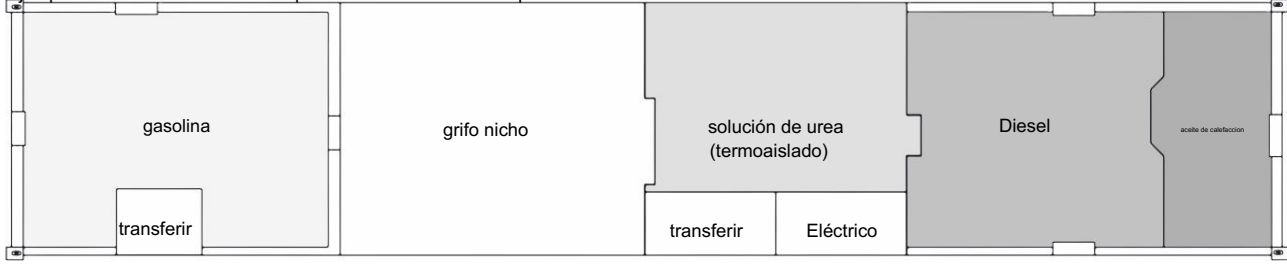 gasolina
grifo nicho
solución de urea
(termoaislado)
Diesel
aceite de calefaccion
transferir
transferir
Eléctrico